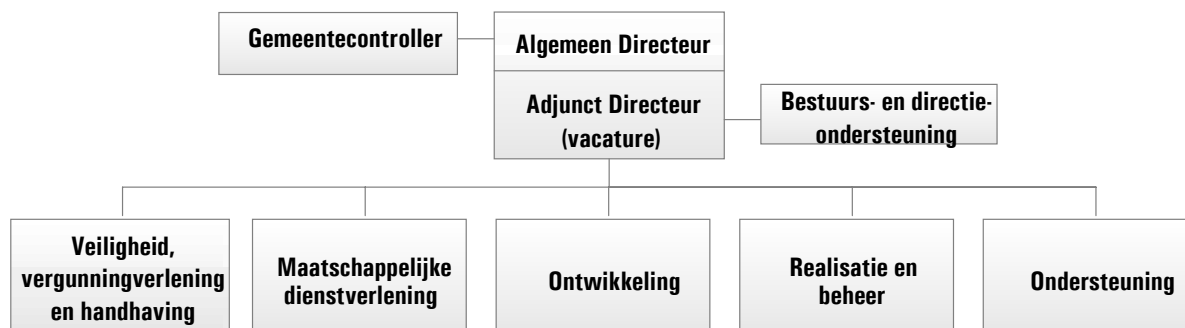 Gemeentecontroller
Algemeen Directeur
Adjunct Directeur
(vacature)
Bestuurs- en directie-
ondersteuning
Veiligheid,
vergunningverlening
en handhaving
Maatschappelijke
dienstverlening
Ontwikkeling
Realisatie en
beheer
Ondersteuning